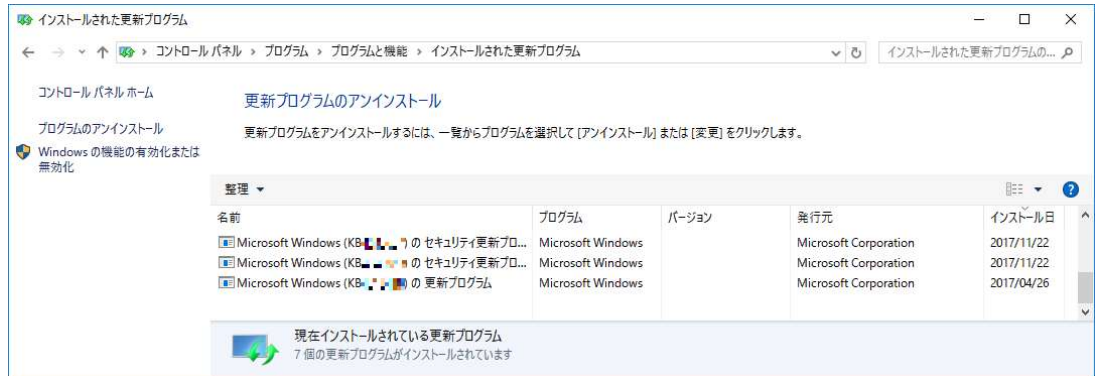 インストールされた更新プログラム
コントロール パネル › プログラム › プログラムと機能 › インストールされた更新プログラム
インストールされた更新プログラムの...
コントロール パネル ホーム
プログラムのアンインストール
Windows の機能の有効化または
無効化
更新プログラムのアンインストール
更新プログラムをアンインストールするには、一覧からプログラムを選択して [アンインストール] または [変更] をクリックします。
整理
名前 プログラム バージョン 発行元 インストール日
Microsoft Windows (KB ) の セキュリティ更新プロ... Microsoft Windows Microsoft Corporation 2017/11/22
Microsoft Windows (KB の セキュリティ更新プロ... Microsoft Windows Microsoft Corporation 2017/11/22
Microsoft Windows (KB ) の 更新プログラム Microsoft Windows Microsoft Corporation 2017/04/26
現在インストールされている更新プログラム
7 個の更新プログラムがインストールされています